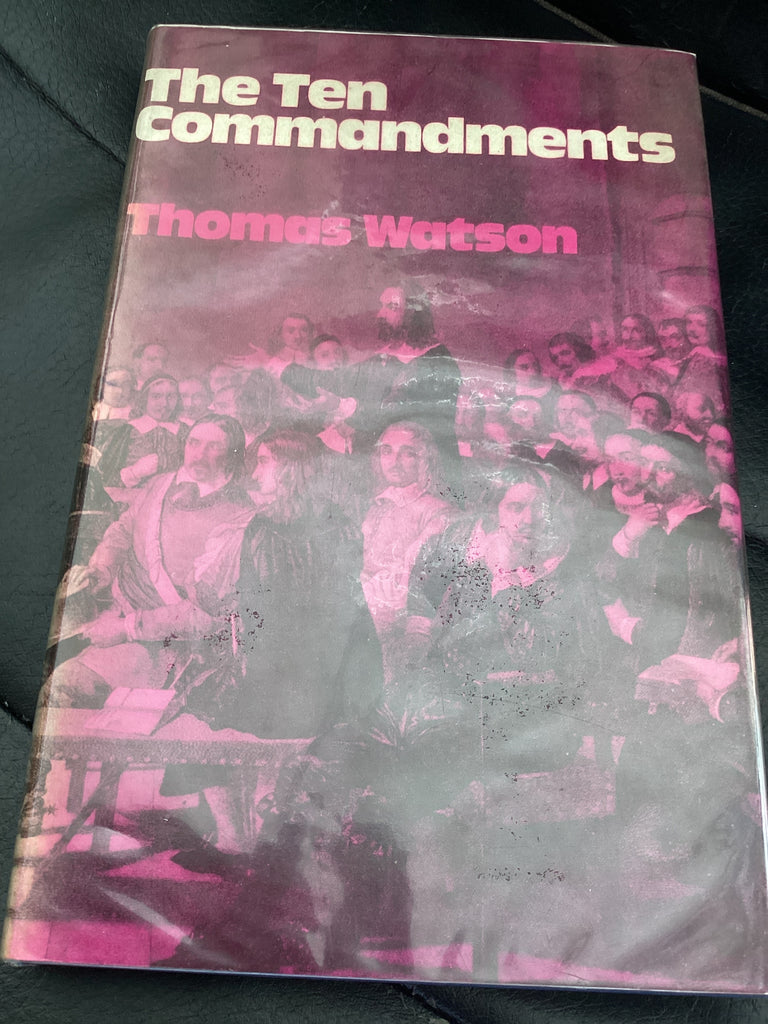 The Ten
Commandments
Thomas Watson